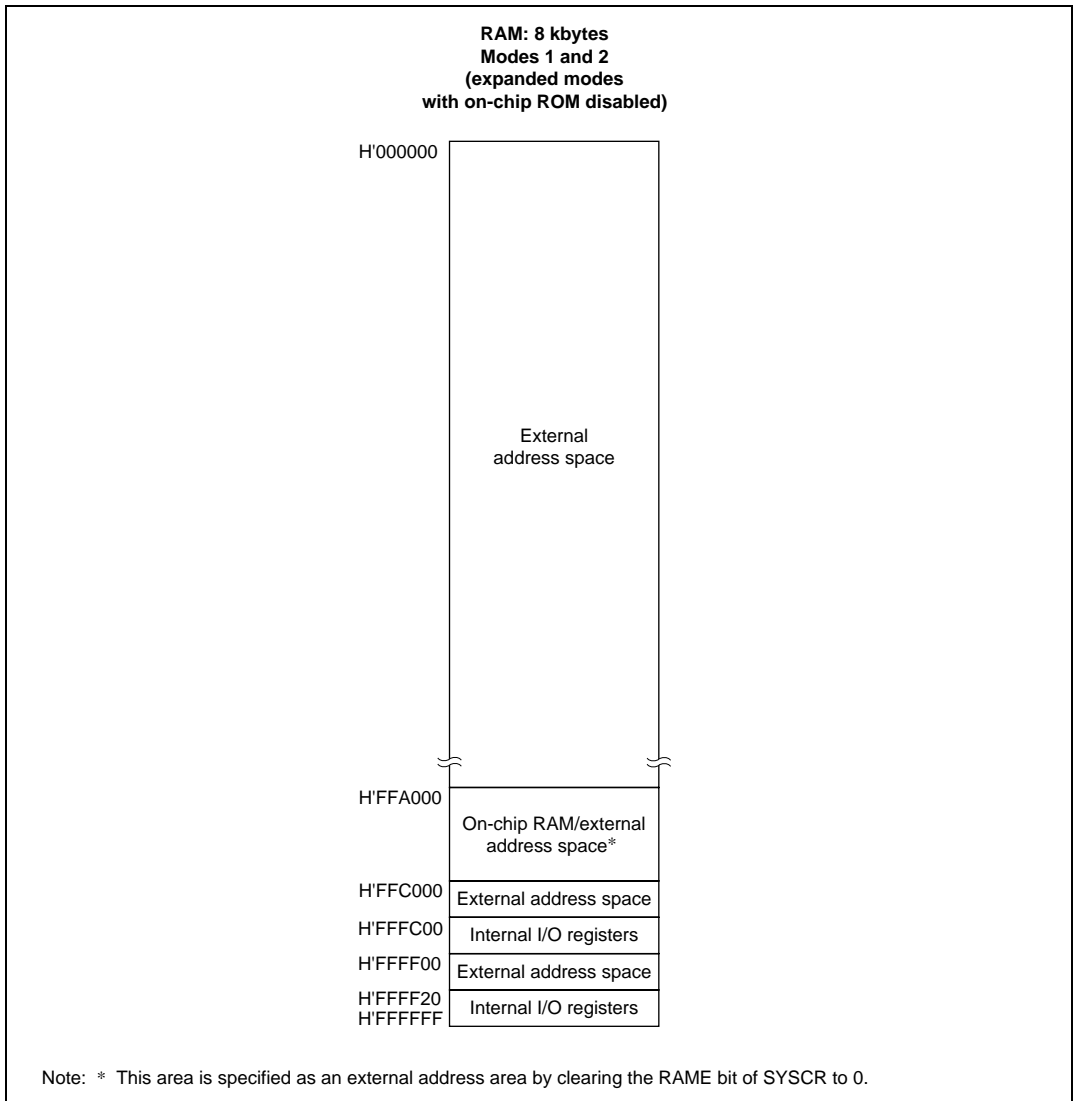 RAM: 8 kbytes
Modes 1 and 2
(expanded modes
with on-chip ROM disabled)
H'000000
External
address space
H'FFA000
On-chip RAM/external
address space*
H'FFC000
External address space
H'FFFC00
Internal I/O registers
H'FFFF00
External address space
H'FFFF20
Internal I/O registers
H'FFFFFF
Note: * This area is specified as an external address area by clearing the RAME bit of SYSCR to 0.